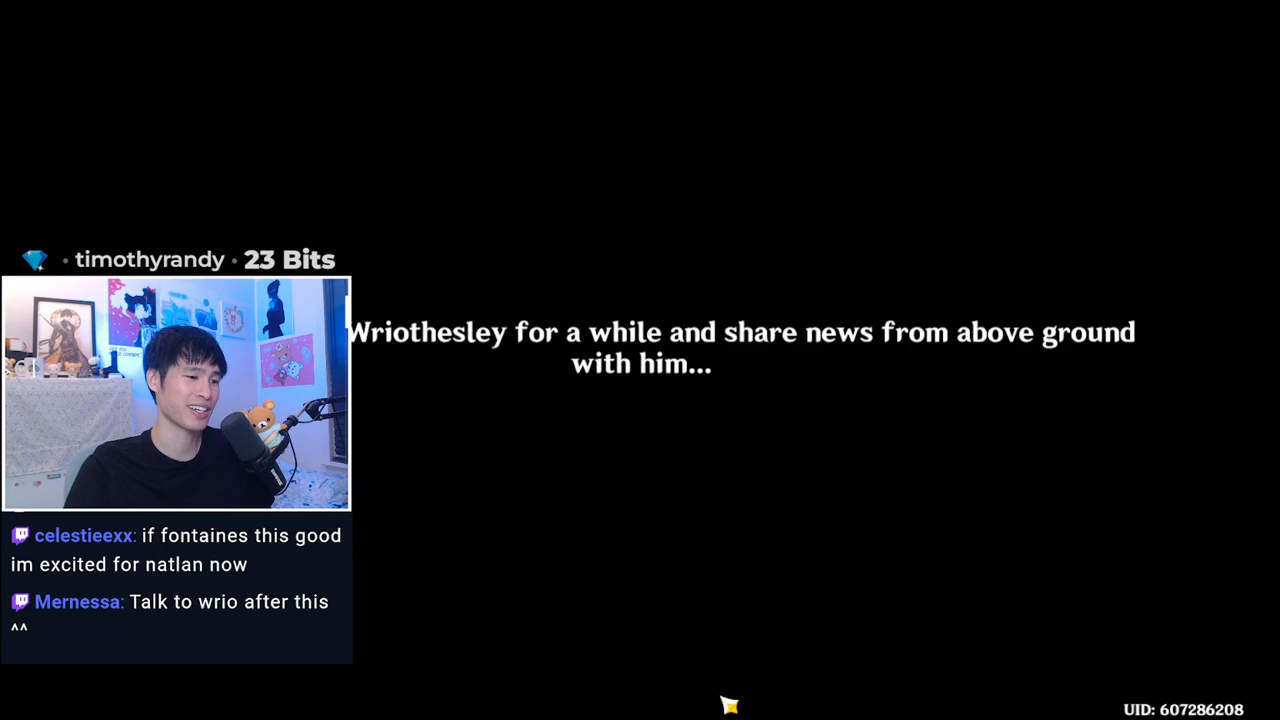 • timothyrandy • 23 Bits
Wriothesley for a while and share news from above ground
with him...
celestieexx: if fontaines this good
im excited for natlan now
Mernessa: Talk to wrio after this
^^
UID: 607286208